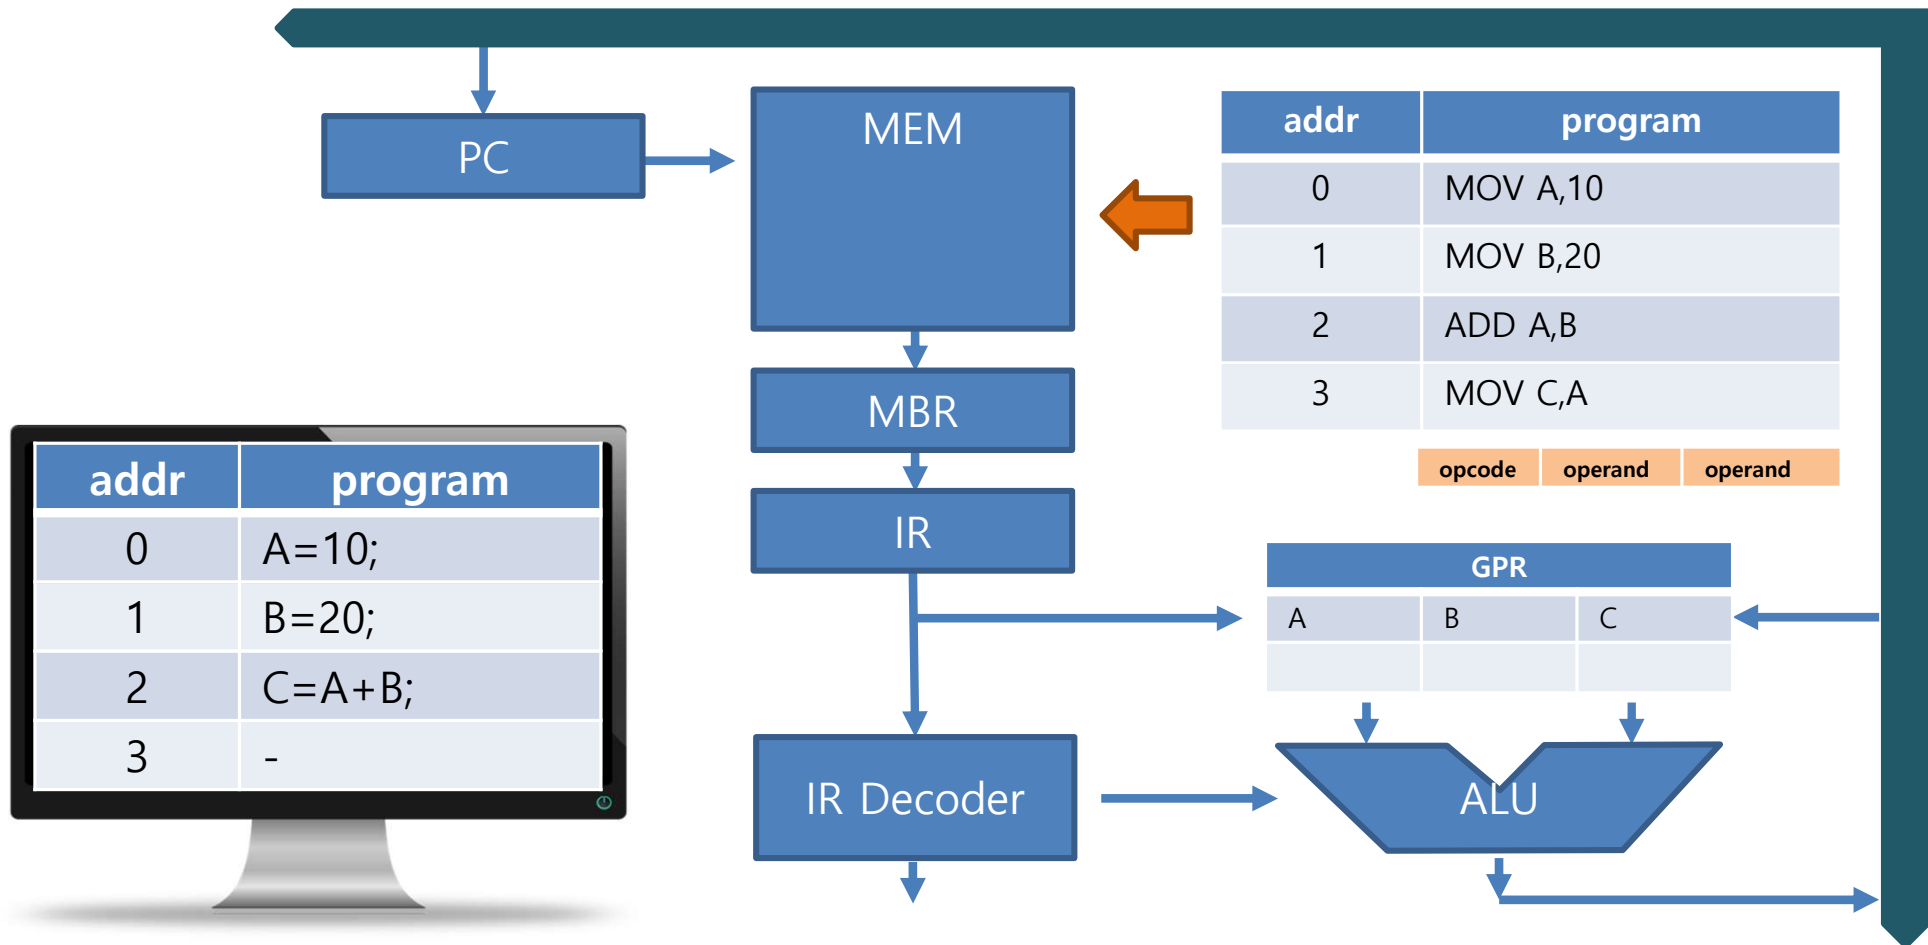 PC
MEM
addr program
0 MOV A,10
1 MOV B,20
2 ADD A,B
3 MOV C,A
opcode operand operand
MBR
IR
addr program
0 A=10;
1 B=20;
2 C=A+B;
3 -
GPR
A B C
IR Decoder
ALU